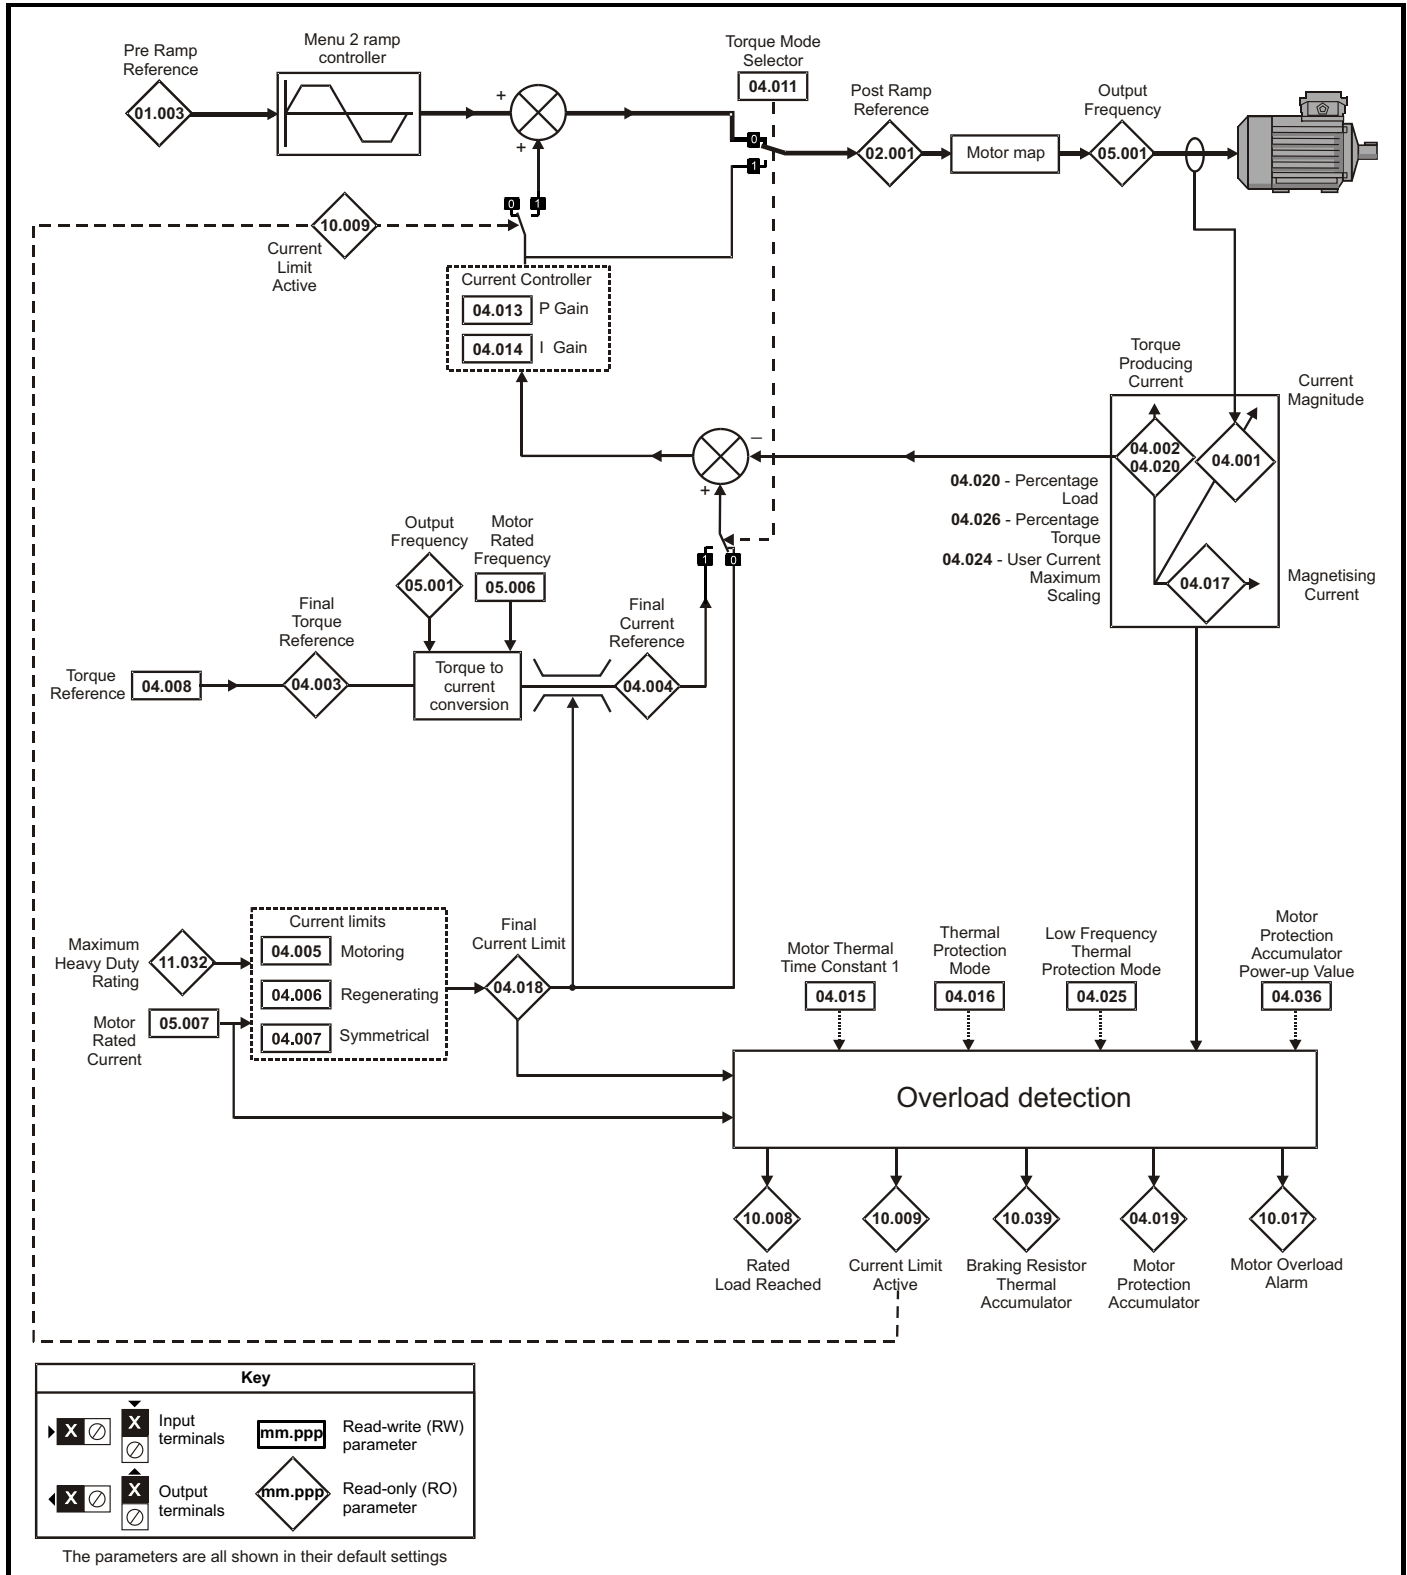 Pre Ramp
Reference
01.003
Menu 2 ramp
controller
+
+
Torque Mode
Selector
04.011
0
1
Post Ramp
Reference
02.001
Motor map
Output
Frequency
05.001
0
1
10.009
Current
Limit
Active
Current Controller
04.013 P Gain
04.014 I Gain
Torque
Producing
Current
Current
Magnitude
04.002
04.020
04.001
04.017
Magnetising
Current
–
+
04.020 - Percentage
Load
04.026 - Percentage
Torque
04.024 - User Current
Maximum
Scaling
1
0
Output
Frequency
05.001
Motor
Rated
Frequency
05.006
Final
Torque
Reference
Final
Current
Reference
Torque
Reference
04.008
04.003
Torque to
current
conversion
04.004
Maximum
Heavy Duty
Rating
11.032
Motor
Rated
Current
05.007
Current limits
04.005 Motoring
04.006 Regenerating
04.007 Symmetrical
Final
Current Limit
04.018
Motor Thermal
Time Constant 1
04.015
Thermal
Protection
Mode
04.016
Low Frequency
Thermal
Protection Mode
04.025
Motor
Protection
Accumulator
Power-up Value
04.036
Overload detection
10.008
Rated
Load Reached
10.009
Current Limit
Active
10.039
Braking Resistor
Thermal
Accumulator
04.019
Motor
Protection
Accumulator
10.017
Motor Overload
Alarm
Key
X
X
Input
terminals
mm.ppp
Read-write (RW)
parameter
X
X
Output
terminals
mm.ppp
Read-only (RO)
parameter
The parameters are all shown in their default settings